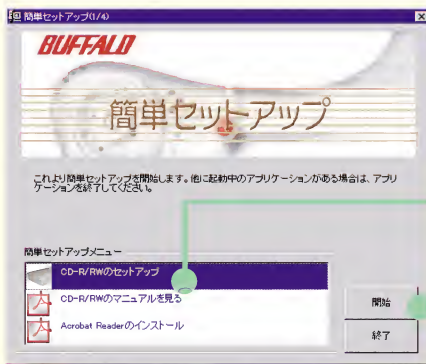 簡単セットアップ(1/4)
BUFFALO
簡単セットアップ
これより簡単セットアップを開始します。他に起動中のアプリケーションがある場合は、アプリ
ケーションを終了してください。
簡単セットアップメニュー
CD-R/RWのセットアップ
CD-R/RWのマニュアルを見る
Acrobat Readerのインストール
開始
終了